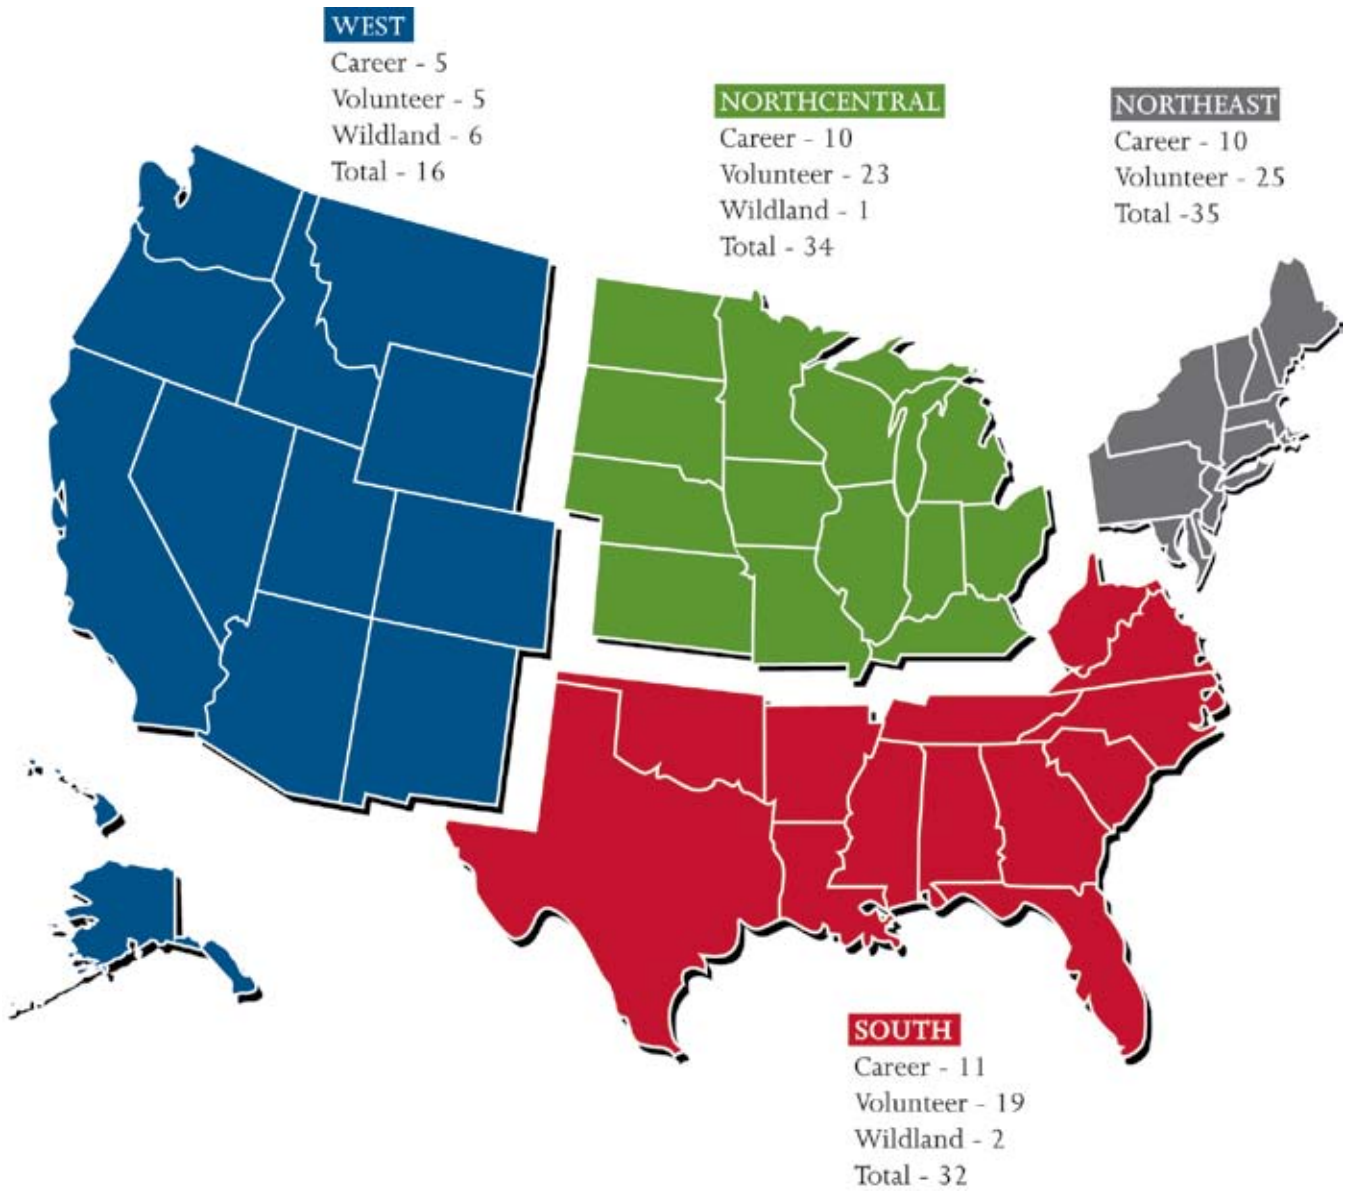 WEST
Career - 5
Volunteer - 5
Wildland - 6
Total - 16
NORTHCENTRAL
Career - 10
Volunteer - 23
Wildland - 1
Total - 34
NORTHEAST
Career - 10
Volunteer - 25
Total -35
SOUTH
Career - 11
Volunteer - 19
Wildland - 2
Total - 32